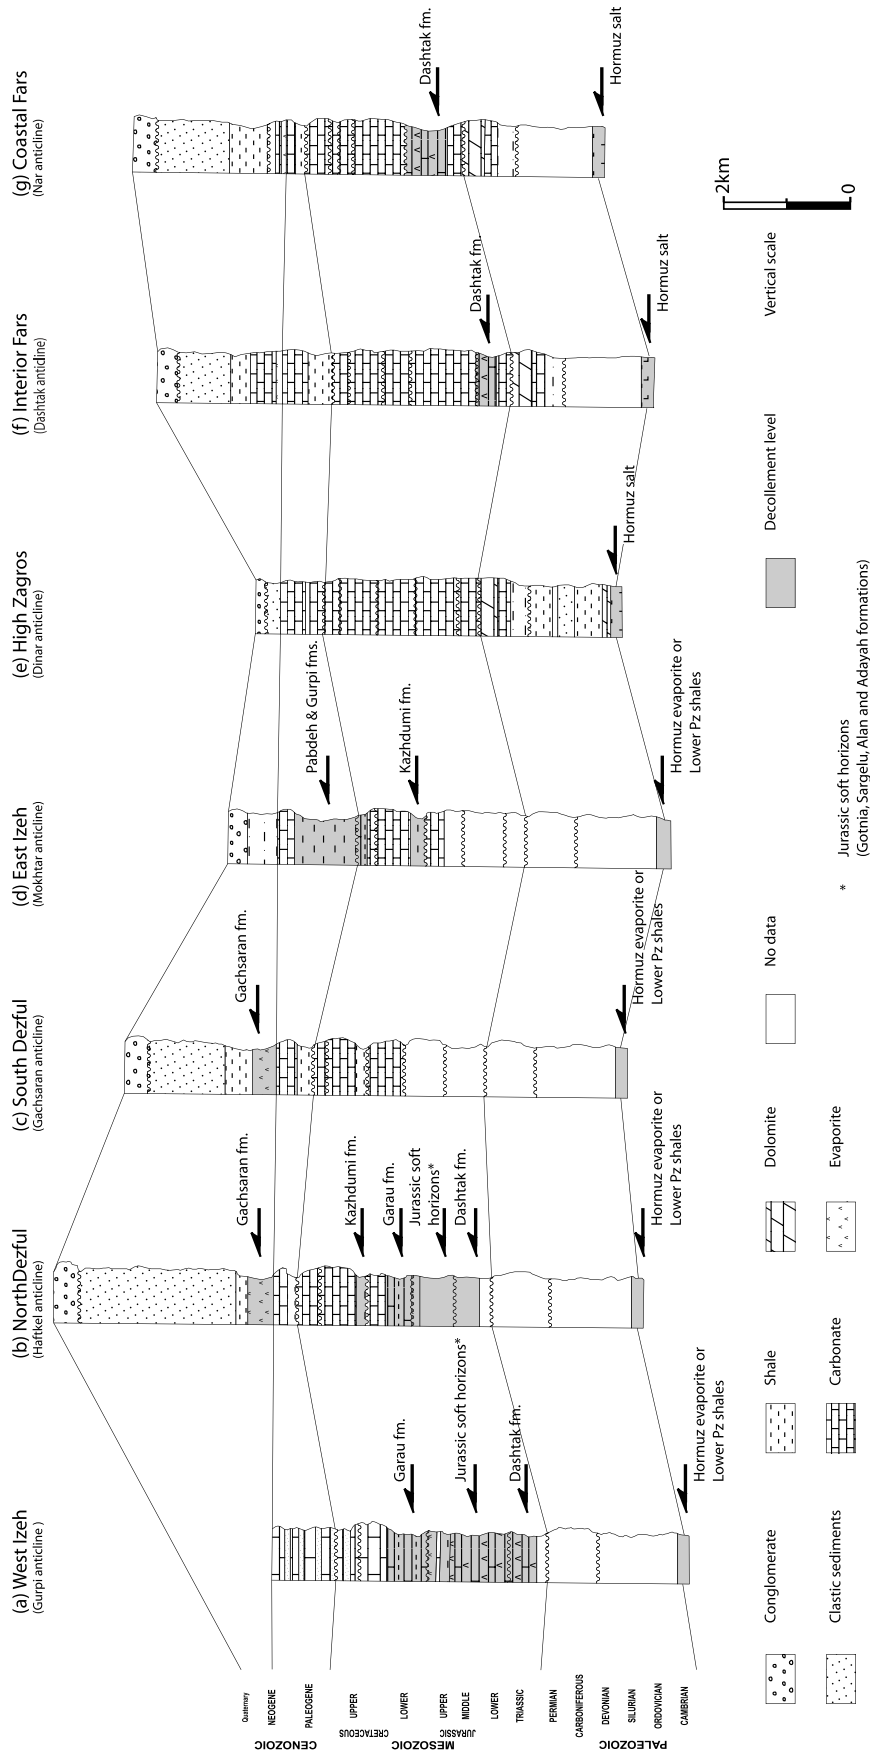 (a) West Izeh
(Gurpi anticline )
(b) NorthDezful
(Haftkel anticline)
(c) South Dezful
(Gachsaran anticline)
(d) East Izeh
(Mokhtar anticline)
(e) High Zagros
(Dinar anticline)
(f) Interior Fars
(Dashtak antidine)
(g) Coastal Fars
(Nar anticline)
Quaternary
NEOGENE
PALEOGENE
CENOZOIC
UPPER
LOWER
CRETACEOUS
UPPER
MIDDLE
LOWER
JURASSIC
TRIASSIC
MESOZOIC
PERMIAN
CARBONIFEROUS
DEVONIAN
SILURIAN
ORDOVICIAN
CAMBRIAN
PALEOZOIC
Garau fm.
Jurassic soft horizons*
Dashtak fm.
Hormuz evaporite or
Lower Pz shales
Gachsaran fm.
Kazhdumi fm.
Garau fm.
Jurassic soft
horizons*
Dashtak fm.
Hormuz evaporite or
Lower Pz shales
Gachsaran fm.
Hormuz evaporite or
Lower Pz shales
Pabdeh & Gurpi fms.
Kazhdumi fm.
Hormuz evaporite or
Lower Pz shales
Hormuz salt
Dashtak fm.
Hormuz salt
Dashtak fm.
Hormuz salt
Conglomerate
Shale
Dolomite
No data
Decollement level
Vertical scale
2km
0
Clastic sediments
Carbonate
Evaporite
* Jurassic soft horizons
(Gotnia, Sargelu, Alan and Adayah formations)